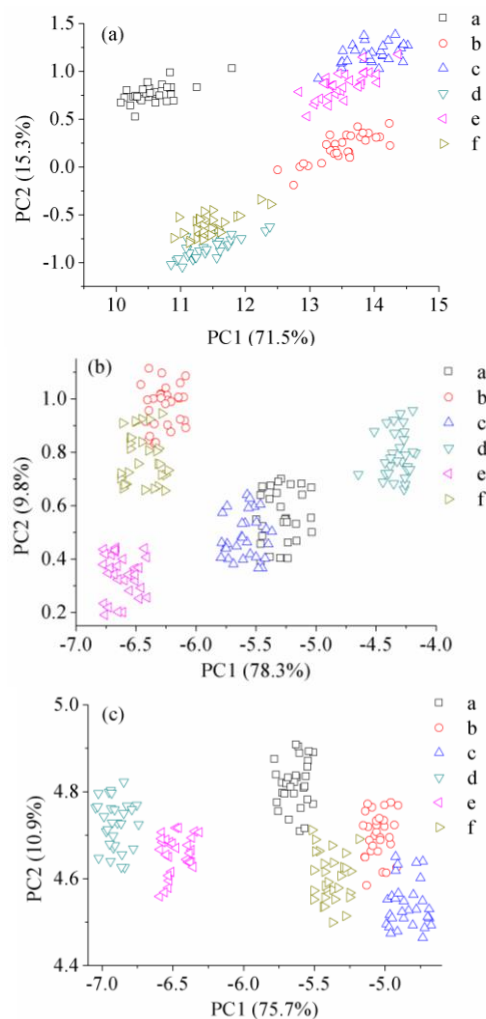 (a)
a
b
c
d
e
f
1.5
1.0
0.5
0.0
-0.5
-1.0
PC2 (15.3%)
10 11 12 13 14 15
PC1 (71.5%)
(b)
a
b
c
d
e
f
1.0
0.8
0.6
0.4
0.2
PC2 (9.8%)
-7.0 -6.5 -6.0 -5.5 -5.0 -4.5 -4.0
PC1 (78.3%)
(c)
a
b
c
d
e
f
5.0
4.8
4.6
4.4
PC2 (10.9%)
-7.0 -6.5 -6.0 -5.5 -5.0
PC1 (75.7%)